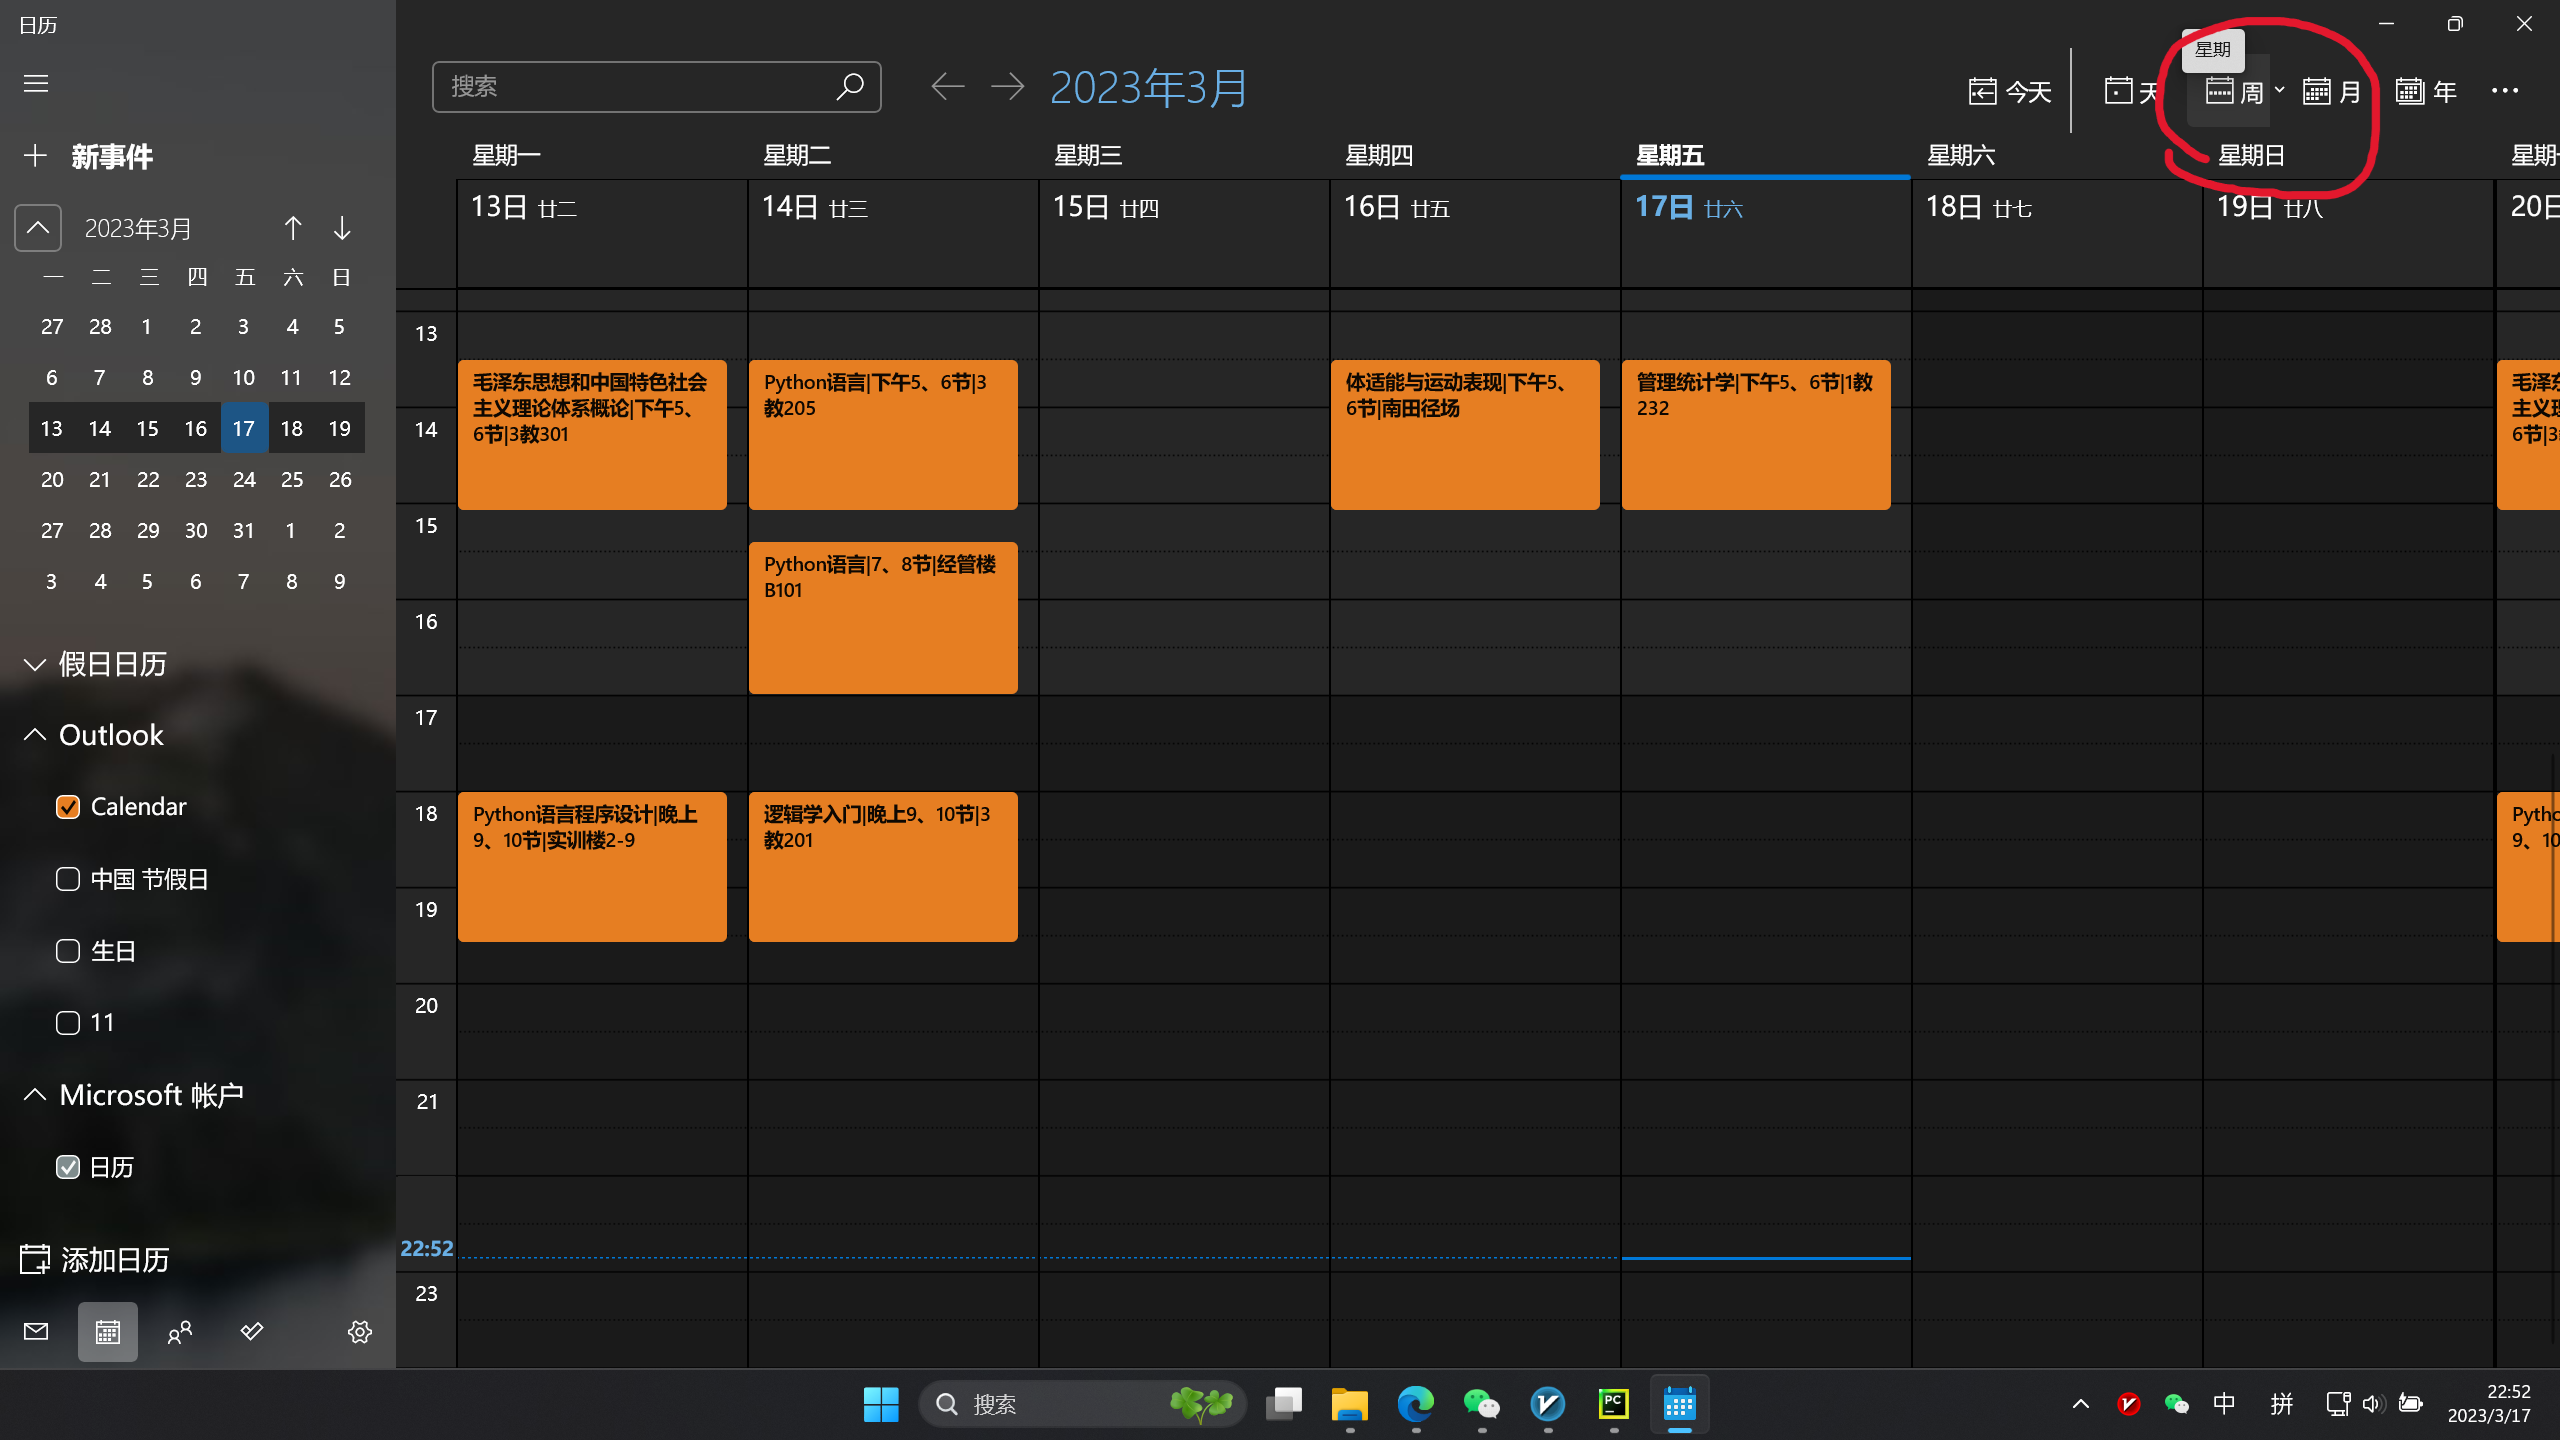 日历
星期
搜索
2023年3月
今天
天
周
月
年
新事件
星期一
星期二
星期三
星期四
星期五
星期六
星期日
星期
13日 廿二
14日 廿三
15日 廿四
16日 廿五
17日 廿六
18日 廿七
19日 廿八
20日
2023年3月
一 二 三 四 五 六 日
27 28 1 2 3 4 5
6 7 8 9 10 11 12
13 14 15 16 17 18 19
20 21 22 23 24 25 26
27 28 29 30 31 1 2
3 4 5 6 7 8 9
假日日历
Outlook
Calendar
中国 节假日
生日
11
Microsoft 帐户
日历
添加日历
13
14
15
16
17
18
19
20
21
22:52
23
毛泽东思想和中国特色社会
主义理论体系概论|下午5、
6节|3教301
Python语言|下午5、6节|3
教205
体适能与运动表现|下午5、
6节|南田径场
管理统计学|下午5、6节|1教
232
毛泽东
主义理
6节|3
Python语言|7、8节|经管楼
B101
Python语言程序设计|晚上
9、10节|实训楼2-9
逻辑学入门|晚上9、10节|3
教201
Pytho
9、10
搜索
PC
中
拼
22:52
2023/3/17